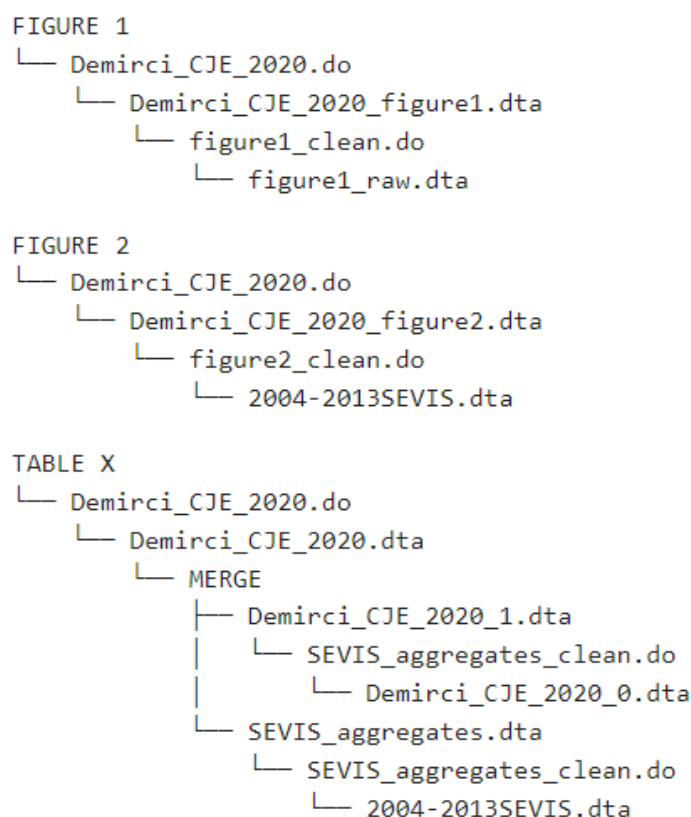 FIGURE 1
└── Demirci_CJE_2020.do
    └── Demirci_CJE_2020_figure1.dta
        └── figure1_clean.do
            └── figure1_raw.dta

FIGURE 2
└── Demirci_CJE_2020.do
    └── Demirci_CJE_2020_figure2.dta
        └── figure2_clean.do
            └── 2004-2013SEVIS.dta

TABLE X
└── Demirci_CJE_2020.do
    └── Demirci_CJE_2020.dta
        └── MERGE
            ├── Demirci_CJE_2020_1.dta
            │   └── SEVIS_aggregates_clean.do
            │       └── Demirci_CJE_2020_0.dta
            └── SEVIS_aggregates.dta
                └── SEVIS_aggregates_clean.do
                    └── 2004-2013SEVIS.dta